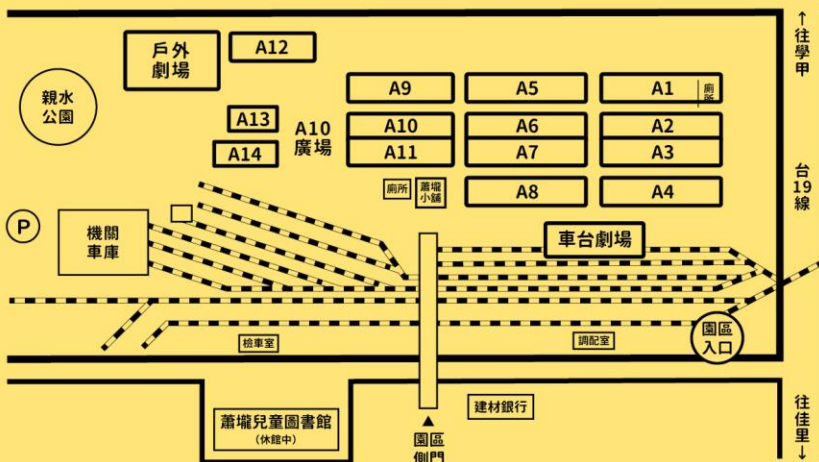 ↑往學甲
戶外
劇場
A12
親水
公園
A9
A5
A1
廁所
A13
A10
廣場
A10
A6
A2
A14
A11
A7
A3
台19線
廁所
蕭壠
小舖
A8
A4
P
機關
車庫
車台劇場
園區
入口
檢車室
調配室
建材銀行
往佳里↓
蕭壠兒童圖書館
(休館中)
園區
側門